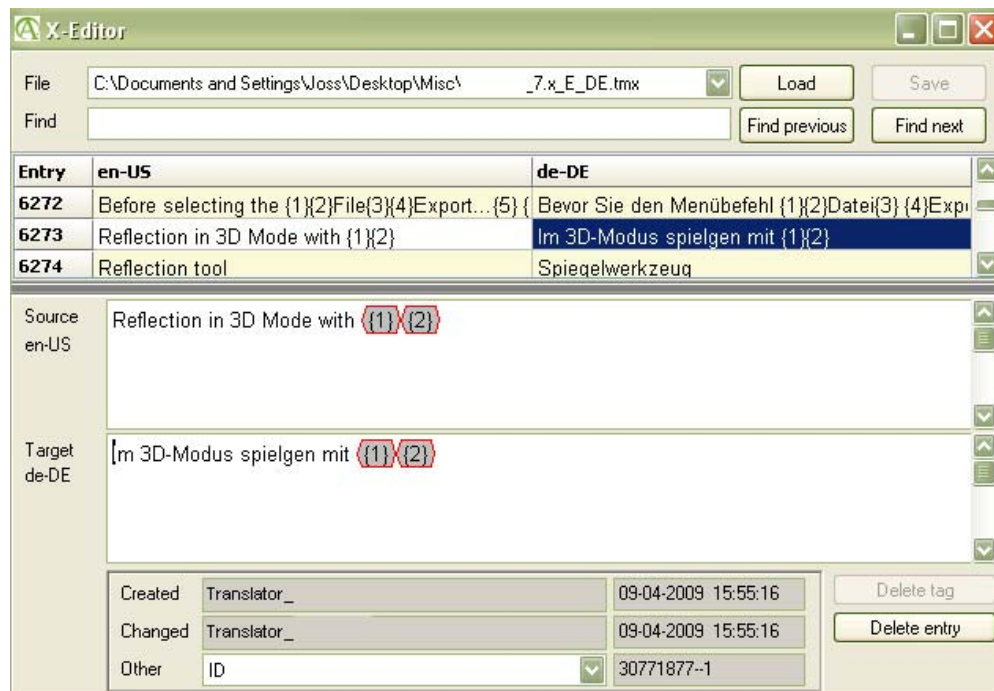 X-Editor
File C:\Documents and Settings\Joss\Desktop\Misc\ _7.x_E_DE.tmx Load Save
Find Find previous Find next
Entry en-US de-DE
6272 Before selecting the {1}{2}File{3}{4}Export...{5} { Bevor Sie den Menübefehl {1}{2}Datei{3} {4}Exp
6273 Reflection in 3D Mode with {1}{2} Im 3D-Modus spielgen mit {1}{2}
6274 Reflection tool Spiegelwerkzeug
Source Reflection in 3D Mode with {1} {2}
en-US
Target Im 3D-Modus spielgen mit {1} {2}
de-DE
Created Translator_ 09-04-2009 15:55:16 Delete tag
Changed Translator_ 09-04-2009 15:55:16 Delete entry
Other ID 30771877--1